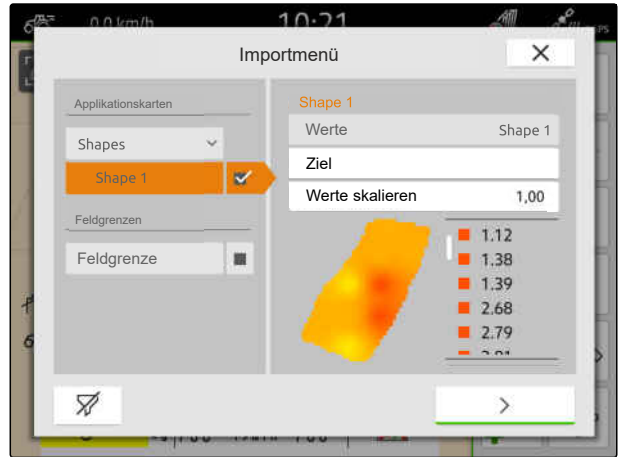 0.0 km/h 10:21
Importmenü
Applikationskarten
Shapes
Shape 1
Feldgrenzen
Feldgrenze
Shape 1
Werte Shape 1
Ziel
Werte skalieren 1,00
1.12
1.38
1.39
2.68
2.79